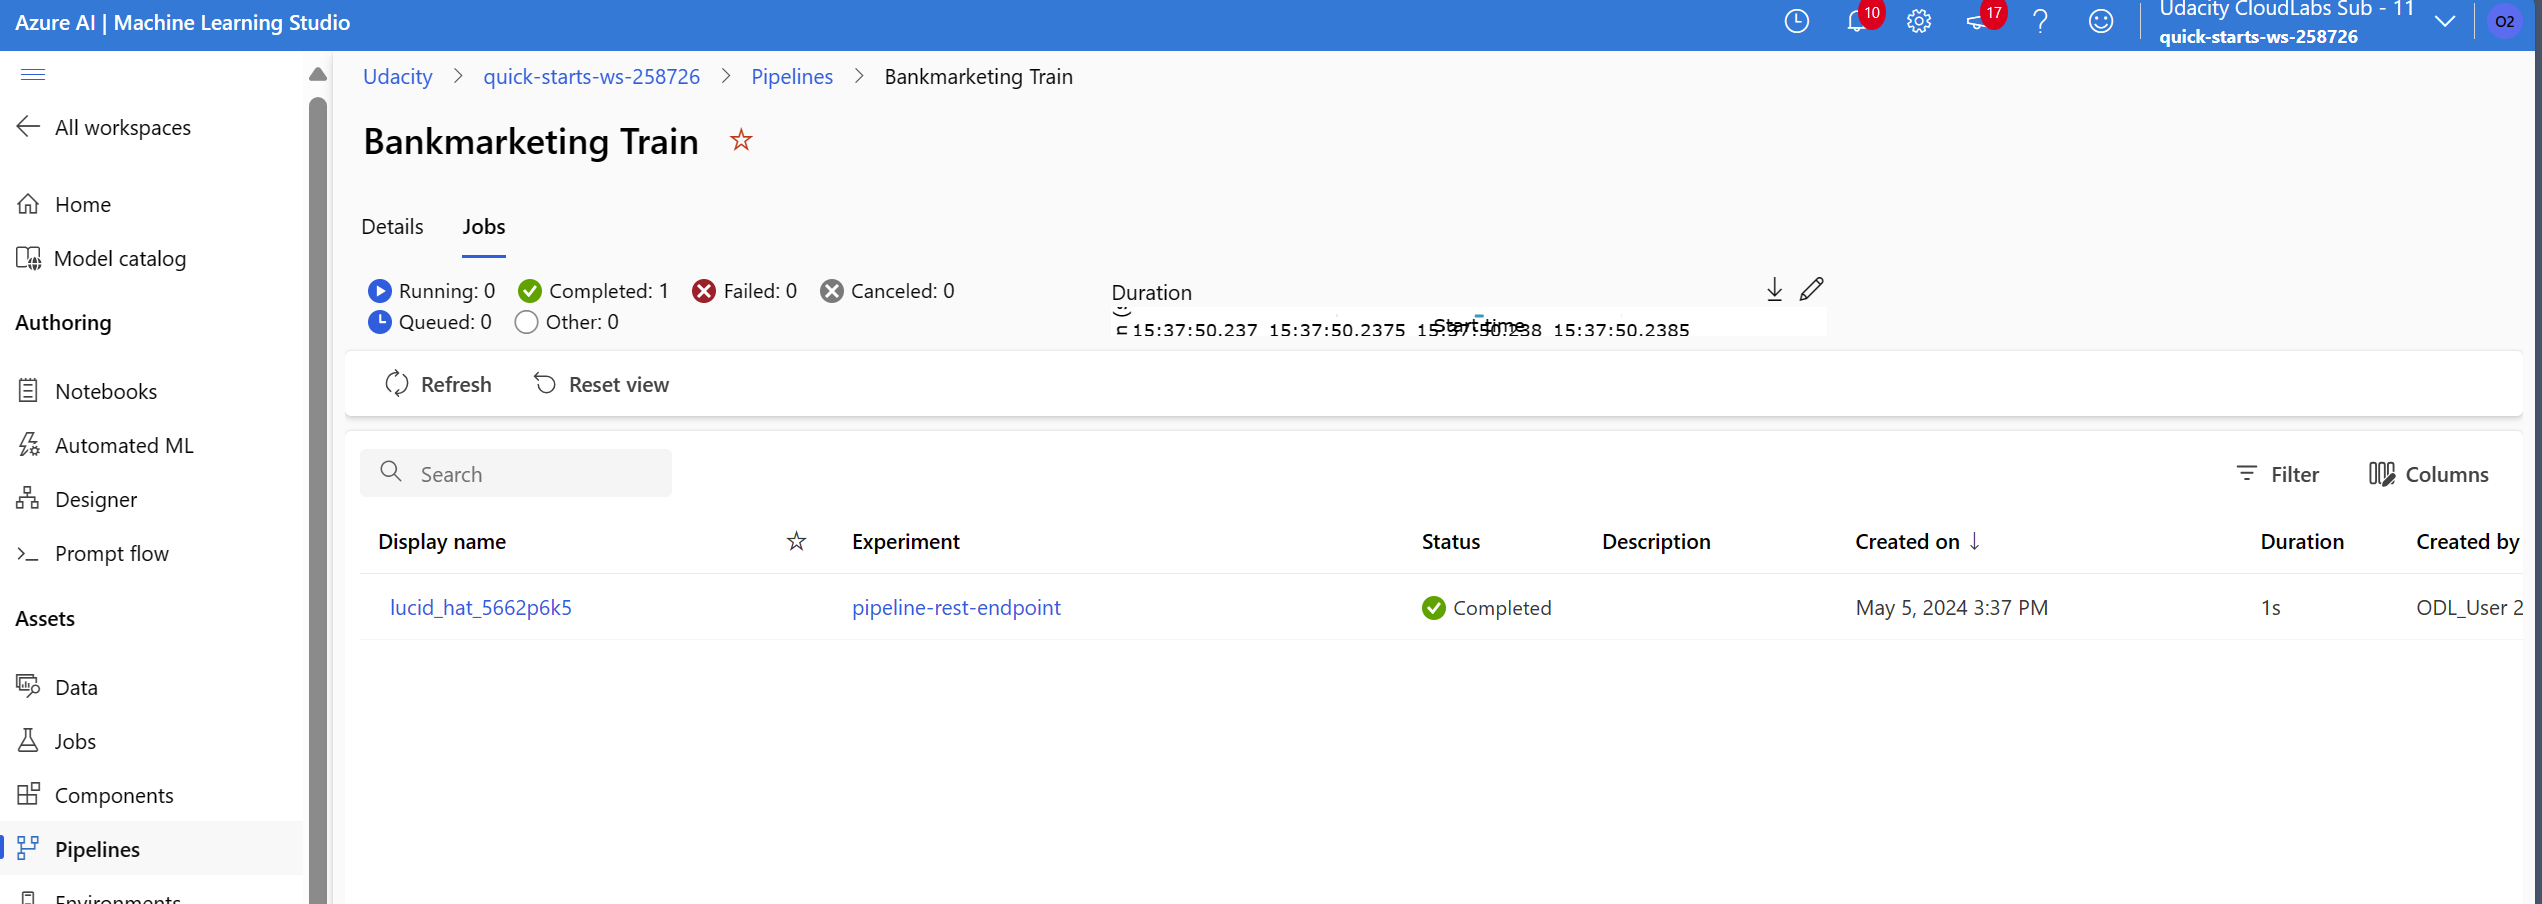 Azure AI | Machine Learning Studio
10
17
Udacity CloudLabs Sub - 11
quick-starts-ws-258726
O2
All workspaces
Home
Model catalog
Authoring
Notebooks
Automated ML
Designer
Prompt flow
Assets
Data
Jobs
Components
Pipelines
Environments
Udacity > quick-starts-ws-258726 > Pipelines > Bankmarketing Train
Bankmarketing Train
Details Jobs
Running: 0 Completed: 1 Failed: 0 Canceled: 0
Queued: 0 Other: 0
Duration
15:37:50.237 15:37:50.2375 15:37:50.238 15:37:50.2385
Start time
Refresh Reset view
Search
Filter Columns
Display name Experiment Status Description Created on Duration Created by
lucid_hat_5662p6k5 pipeline-rest-endpoint Completed May 5, 2024 3:37 PM 1s ODL_User 2